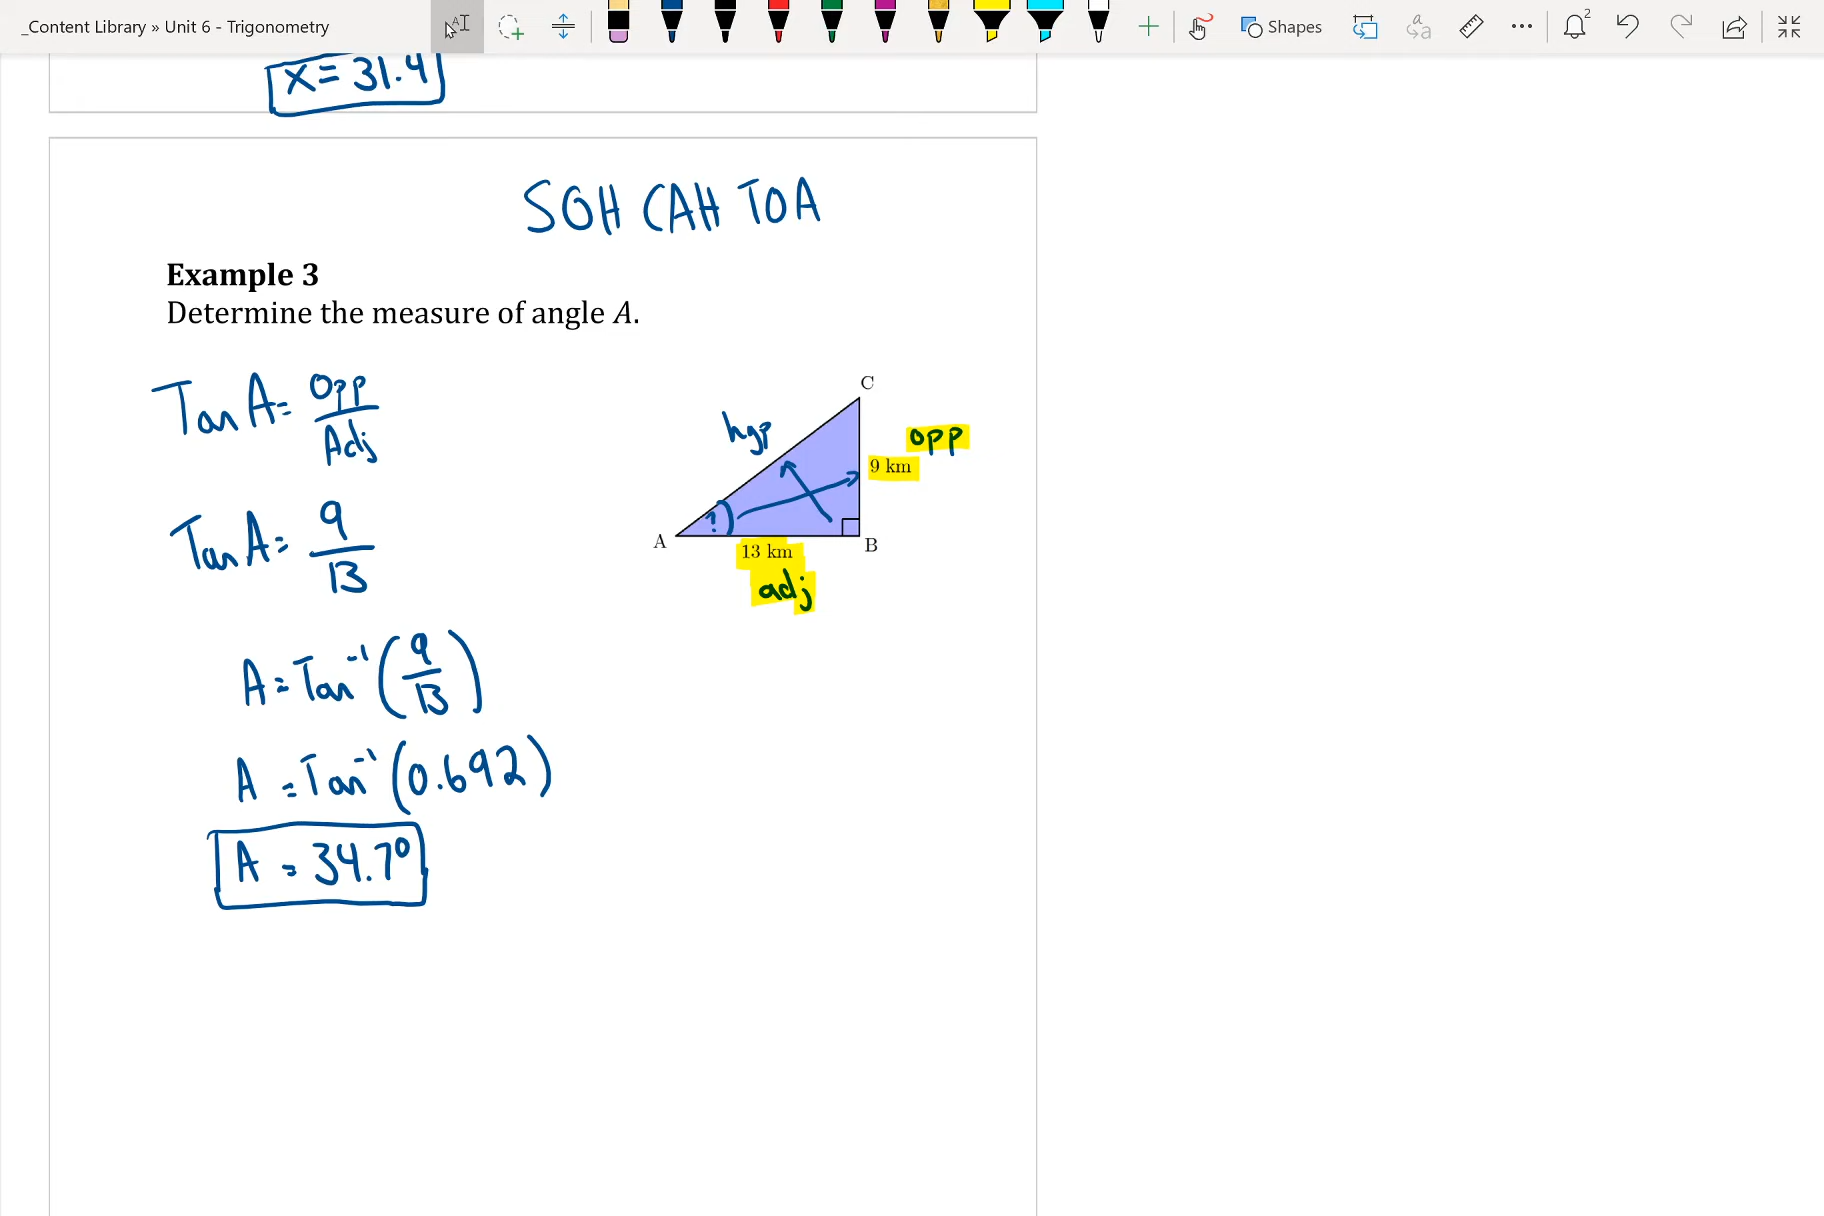 _Content Library » Unit 6 - Trigonometry
Shapes
2
x = 31.4
SOH CAH TOA
Example 3
Determine the measure of angle A.
Tan A = Opp/Adj
Tan A = 9/13
A = Tan⁻¹(9/13)
A = Tan⁻¹(0.692)
A = 34.7°
C
hyp
opp
9 km
?
A
B
13 km
adj